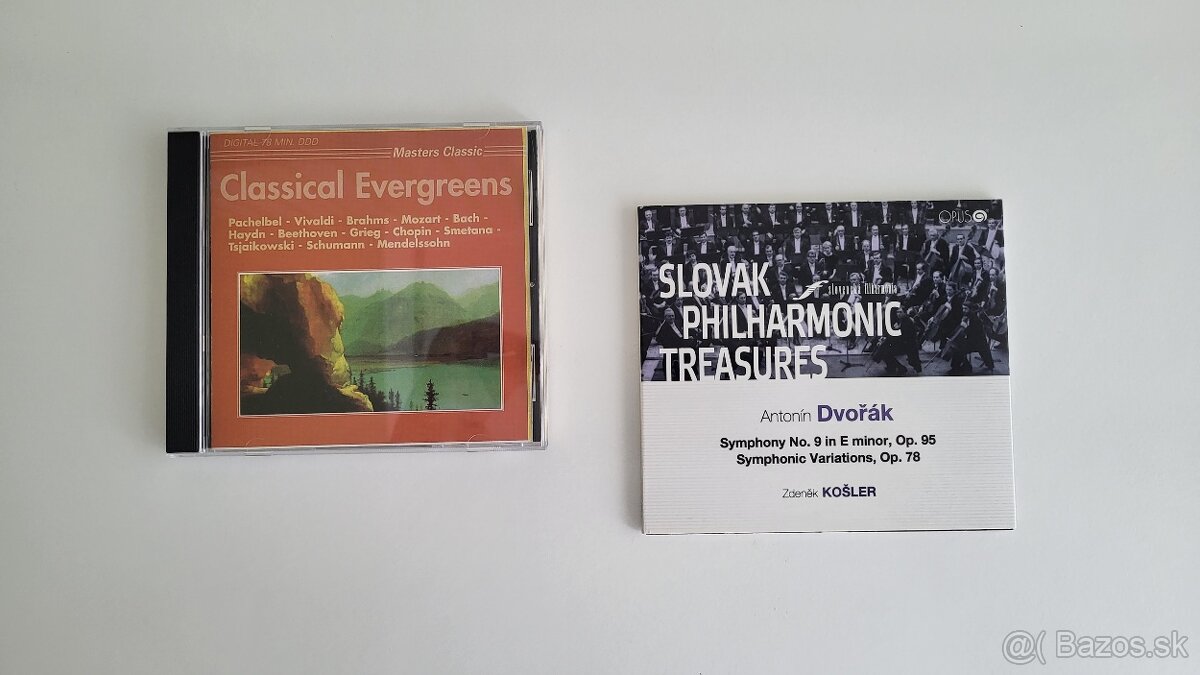 DIGITAL-78 MIN. DDD
Masters Classic
Classical Evergreens
Pachelbel - Vivaldi - Brahms - Mozart - Bach -
Haydn - Beethoven - Grieg - Chopin - Smetana -
Tsjaikowski - Schumann - Mendelssohn
OPUS
SLOVAK
slovenská filharmónia
PHILHARMONIC
TREASURES
Antonín Dvořák
Symphony No. 9 in E minor, Op. 95
Symphonic Variations, Op. 78
Zdeněk KOŠLER
@( Bazos.sk